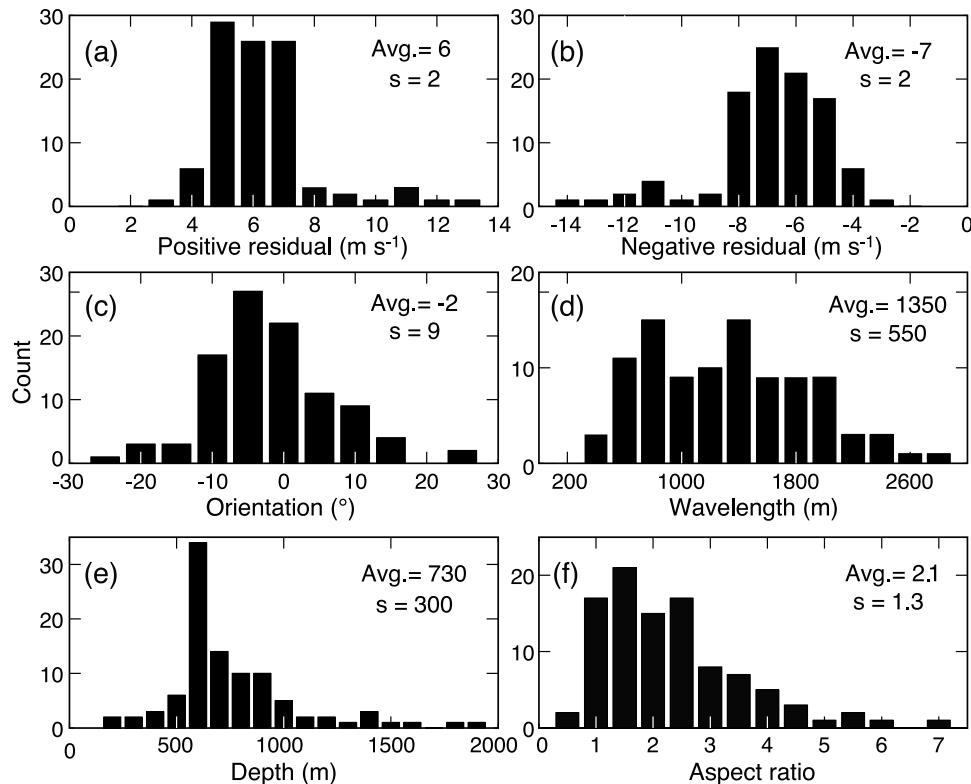 30
20
10
0
(a)
Avg.= 6
s = 2
0 2 4 6 8 10 12 14
Positive residual (m s⁻¹)
30
20
10
0
(b)
Avg.= -7
s = 2
-14 -12 -10 -8 -6 -4 -2 0
Negative residual (m s⁻¹)
Count
30
20
10
0
(c)
Avg.= -2
s = 9
-30 -20 -10 0 10 20 30
Orientation (°)
20
10
0
(d)
Avg.= 1350
s = 550
200 1000 1800 2600
Wavelength (m)
30
20
10
0
(e)
Avg.= 730
s = 300
0 500 1000 1500 2000
Depth (m)
20
10
0
(f)
Avg.= 2.1
s = 1.3
0 1 2 3 4 5 6 7
Aspect ratio